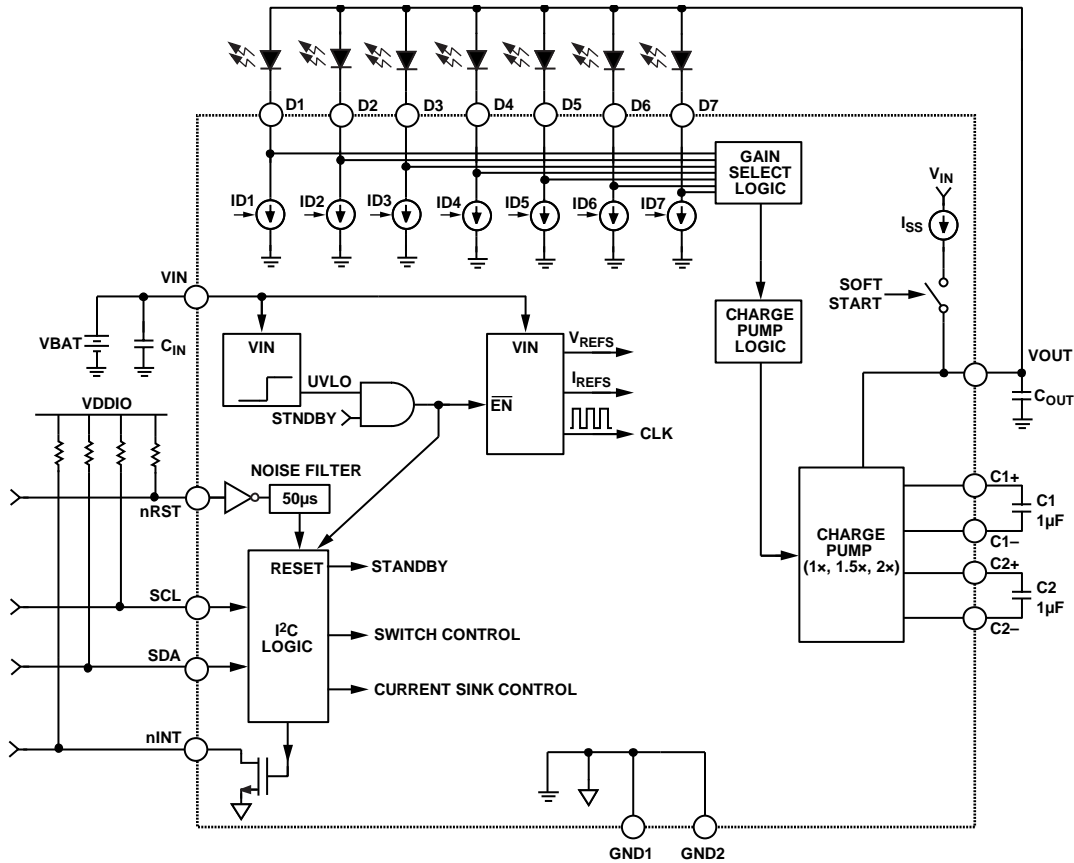 D1 D2 D3 D4 D5 D6 D7
GAIN
SELECT
LOGIC
VIN
ISS
ID1 ID2 ID3 ID4 ID5 ID6 ID7
SOFT
START
VIN
VBAT
CIN
VIN
UVLO
STNDBY
VIN
EN
VREFS
IREFS
CLK
CHARGE
PUMP
LOGIC
VOUT
COUT
VDDIO
NOISE FILTER
50µs
nRST
RESET
I2C
LOGIC
STANDBY
SWITCH CONTROL
CURRENT SINK CONTROL
SCL
SDA
nINT
CHARGE
PUMP
(1×, 1.5×, 2×)
C1+
C1
1µF
C1–
C2+
C2
1µF
C2–
GND1 GND2